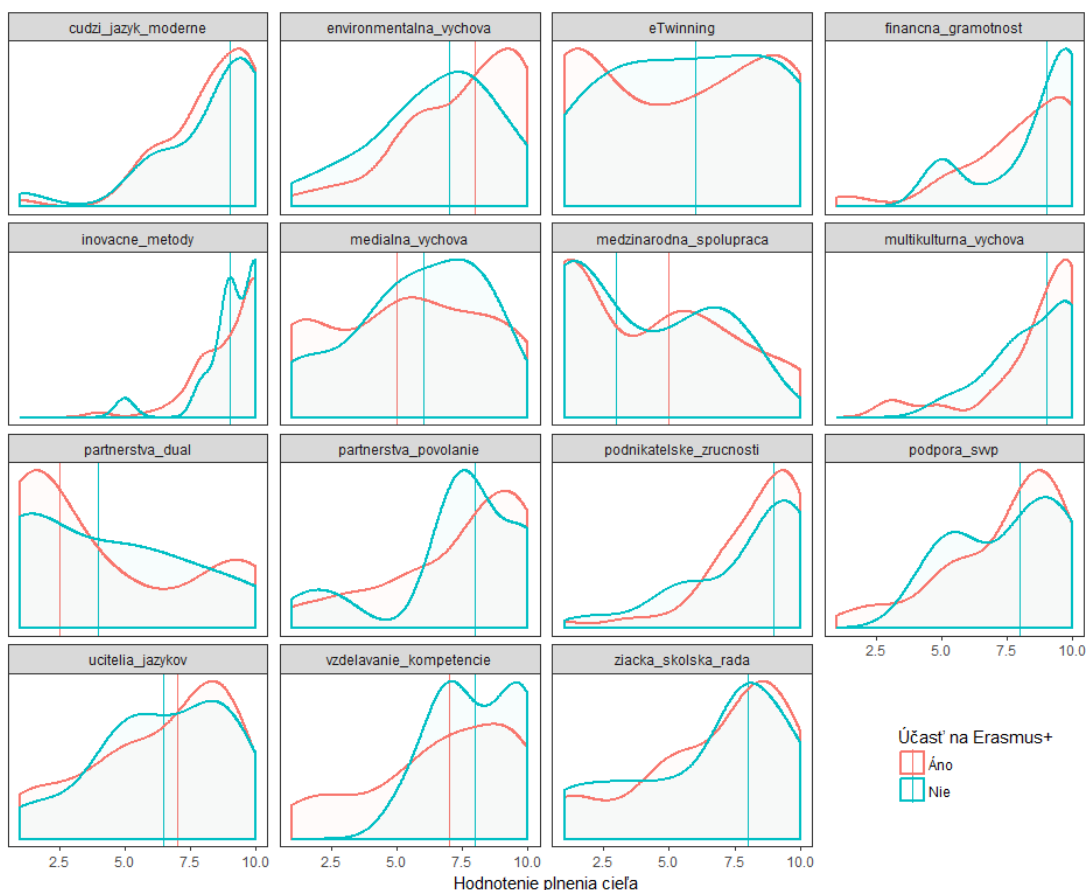 cudzi_jazyk_moderne
environmentalna_vychova
eTwinning
financna_gramotnost
inovacne_metody
medialna_vychova
medzinarodna_spolupraca
multikulturna_vychova
partnerstva_dual
partnerstva_povolanie
podnikatelske_zrucnosti
podpora_svvp
2.5 5.0 7.5 10.0
ucitelia_jazykov
vzdelavanie_kompetencie
ziacka_skolska_rada
Účasť na Erasmus+
Áno
Nie
2.5 5.0 7.5 10.0
2.5 5.0 7.5 10.0
2.5 5.0 7.5 10.0
Hodnotenie plnenia cieľa